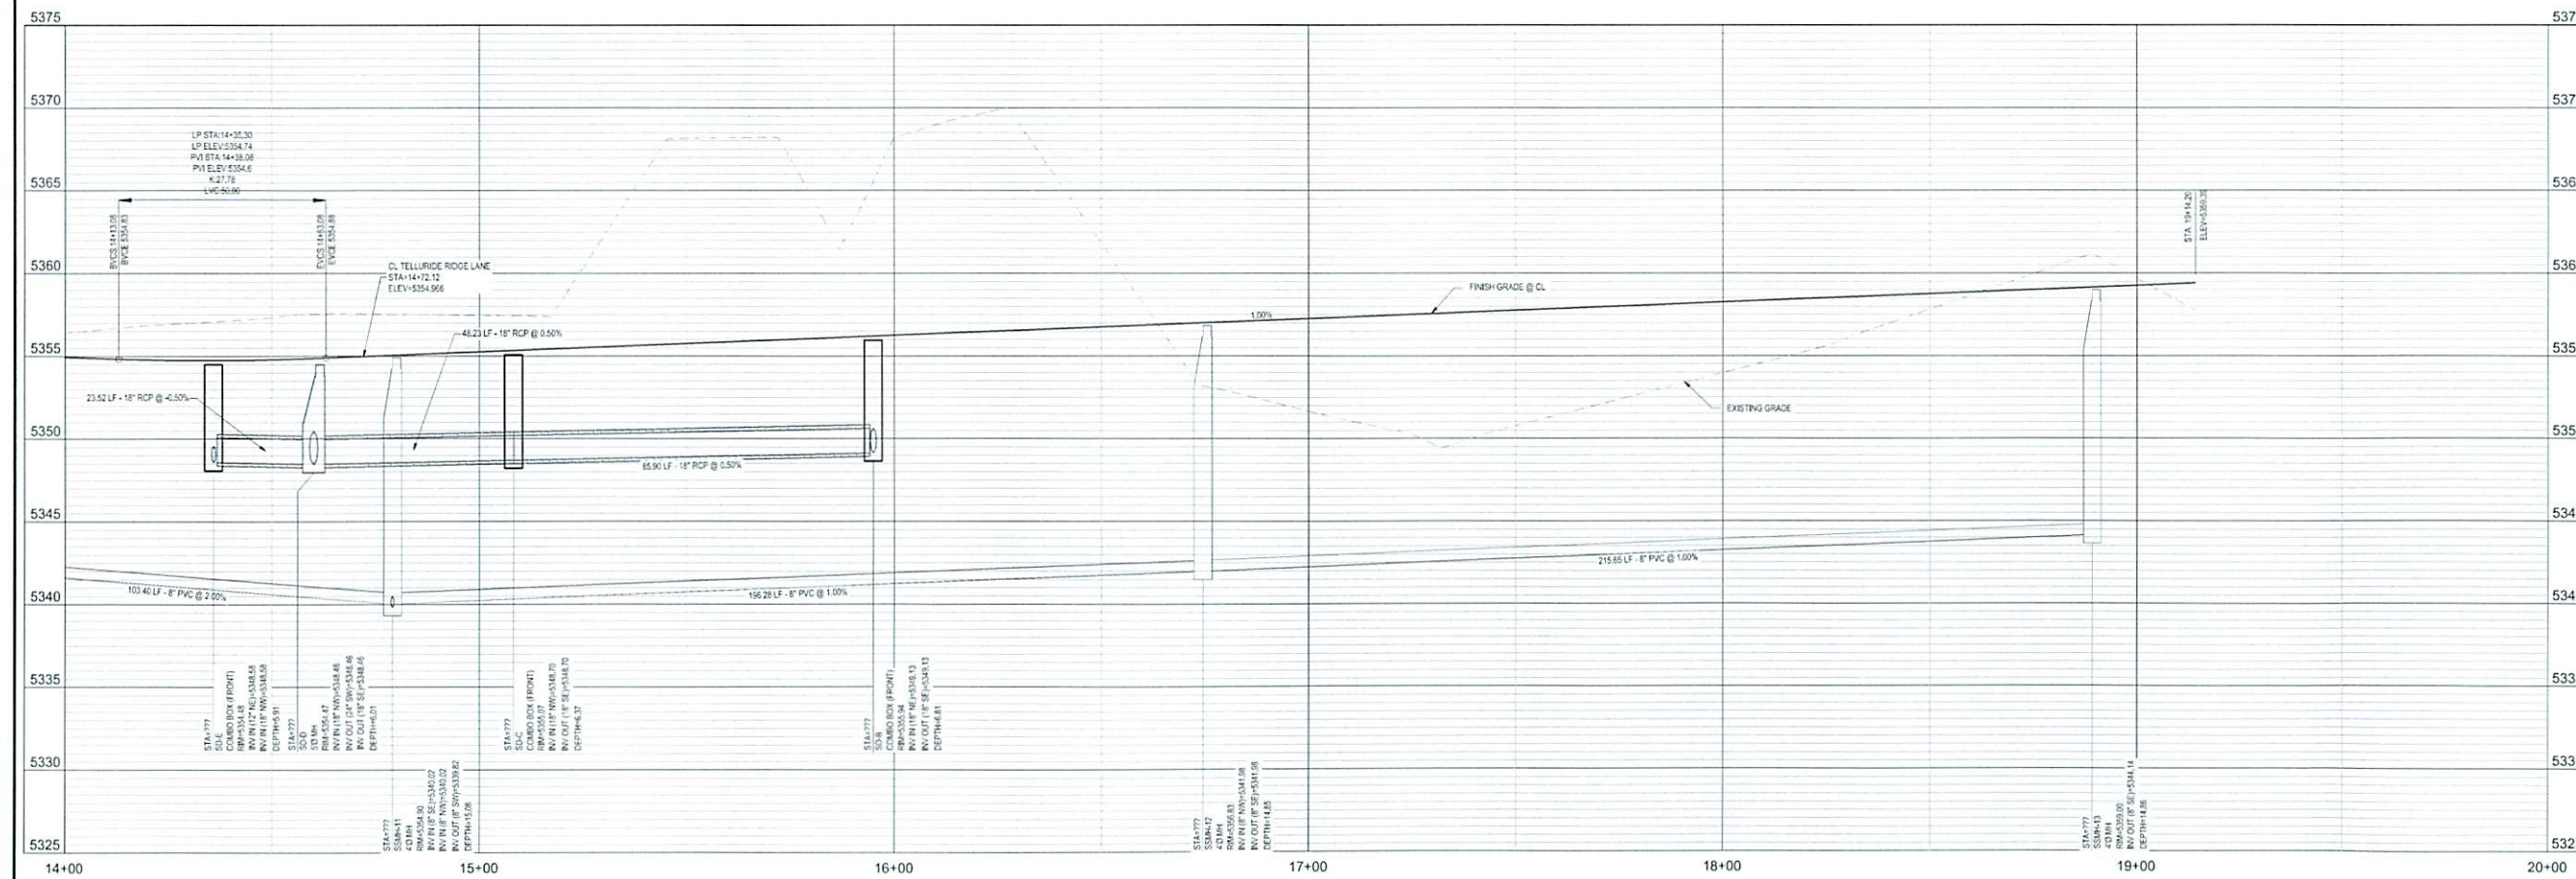 5375
5370
5365
5360
5355
5350
5345
5340
5335
5330
5325
LP STA:14+35.30
LP ELEV:5354.74
PVI STA:14+38.08
PVI ELEV:5354.6
K:27.78
BVCS:14+13.08
BVCE:5354.83
EVCS:14+63.08
EVCE:5354.88
CL TELLURIDE RIDGE LANE
STA=14+72.12
ELEV=5354.966
48.23 LF - 18" RCP @ 0.50%
23.52 LF - 18" RCP @ -0.50%
85.90 LF - 18" RCP @ 0.50%
1.00%
FINISH GRADE @ CL
EXISTING GRADE
STA: 19+14.20
103.40 LF - 8" PVC @ 2.00%
196.28 LF - 8" PVC @ 1.00%
215.65 LF - 8" PVC @ 1.00%
STA=???
SD-E
COMBO BOX (FRONT)
RIM=5354.48
INV IN (12" NE)=5348.58
INV IN (18" NW)=5348.58
DEPTH=5.91
STA=???
SD-D
5'Ø MH
RIM=5354.47
INV IN (18" NW)=5348.46
INV OUT (24" SW)=5348.46
INV OUT (18" SE)=5348.46
DEPTH=6.01
STA=???
SSMH-11
4'Ø MH
RIM=5354.90
INV IN (8" SE)=5340.02
INV IN (8" NW)=5340.02
INV OUT (8" SW)=5339.82
DEPTH=15.08
STA=???
SD-C
COMBO BOX (FRONT)
RIM=5355.07
INV IN (18" NW)=5348.70
INV OUT (18" SE)=5348.70
DEPTH=6.37
STA=???
SD-B
COMBO BOX (FRONT)
RIM=5355.94
INV IN (18" NE)=5349.13
INV OUT (18" SE)=5349.13
DEPTH=6.81
STA=???
SSMH-12
4'Ø MH
RIM=5356.83
INV IN (8" NW)=5341.98
INV OUT (8" SE)=5341.98
DEPTH=14.85
STA=???
SSMH-13
4'Ø MH
RIM=5359.00
INV OUT (8" SE)=5344.14
DEPTH=14.86
537
537
536
536
535
535
534
534
533
533
532
14+00
15+00
16+00
17+00
18+00
19+00
20+00